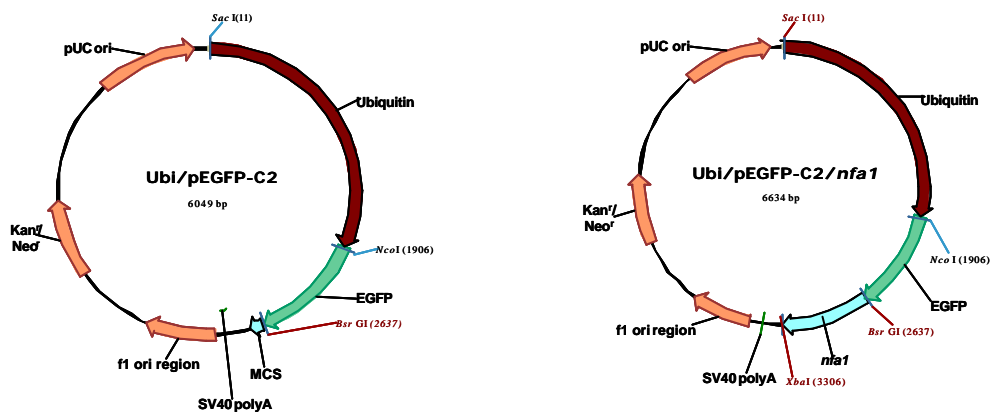 Sac I(11)
pUC ori
Ubiquitin
Ubi/pEGFP-C2
6049 bp
Kanr/
Neor
NcoI (1906)
EGFP
Bsr GI (2637)
f1 ori region
MCS
SV40 polyA
Sac I (11)
pUC ori
Ubiquitin
Ubi/pEGFP-C2/nfa1
6634 bp
Kanr/
Neor
Nco I (1906)
EGFP
Bsr GI (2637)
f1 ori region
nfa1
SV40 polyA
XbaI (3306)